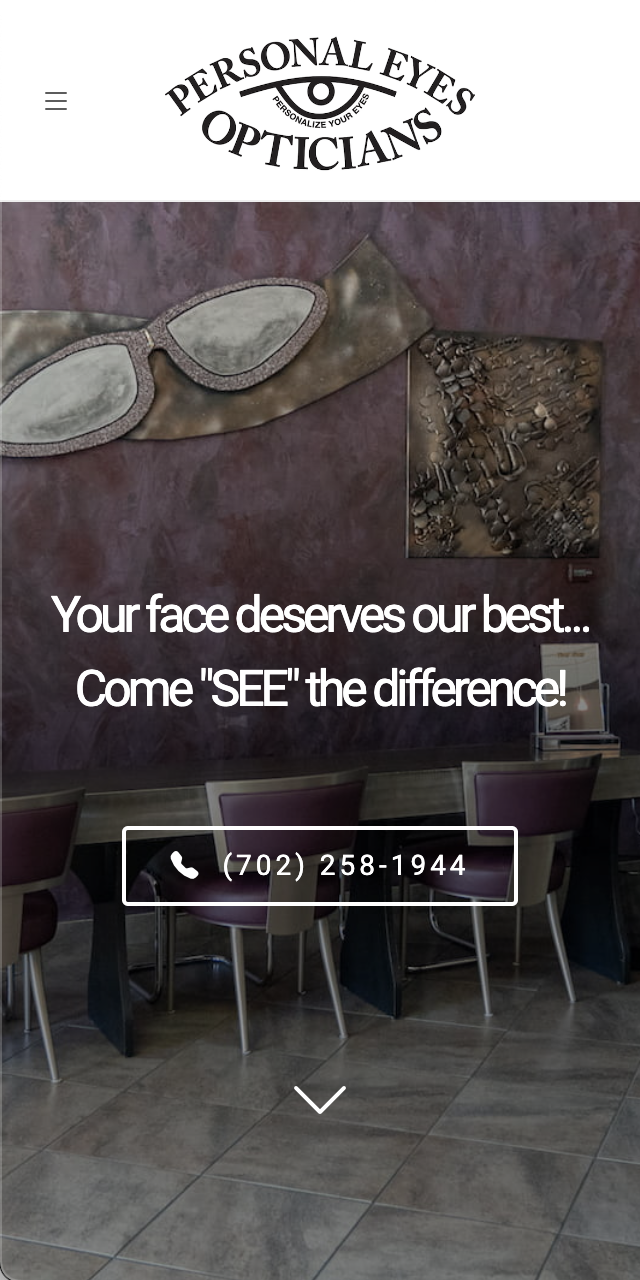 PERSONAL EYES
PERSONALIZE YOUR EYES
OPTICIANS
Your face deserves our best...
Come "SEE" the difference!
(702) 258-1944